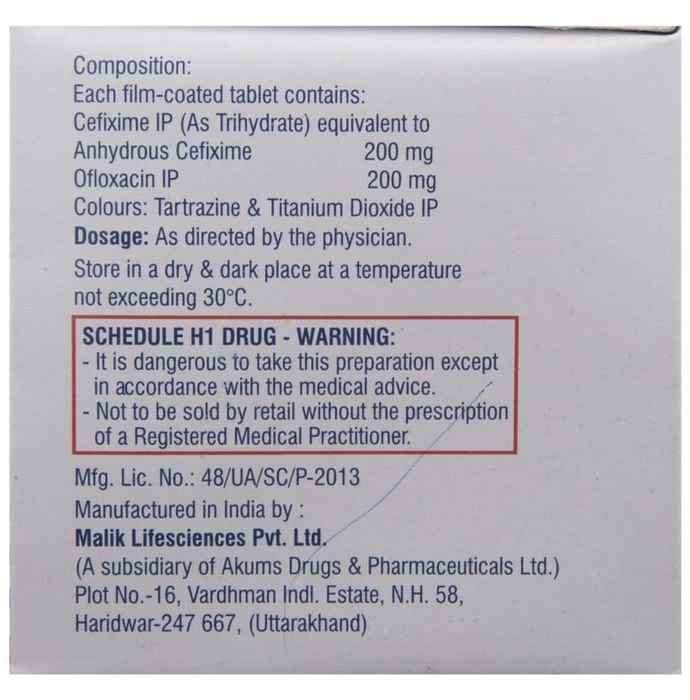 Composition:
Each film-coated tablet contains:
Cefixime IP (As Trihydrate) equivalent to
Anhydrous Cefixime 200 mg
Ofloxacin IP 200 mg
Colours: Tartrazine & Titanium Dioxide IP
Dosage: As directed by the physician.
Store in a dry & dark place at a temperature
not exceeding 30°C.
SCHEDULE H1 DRUG - WARNING:
- It is dangerous to take this preparation except
in accordance with the medical advice.
- Not to be sold by retail without the prescription
of a Registered Medical Practitioner.
Mfg. Lic. No.: 48/UA/SC/P-2013
Manufactured in India by :
Malik Lifesciences Pvt. Ltd.
(A subsidiary of Akums Drugs & Pharmaceuticals Ltd.)
Plot No.-16, Vardhman Indl. Estate, N.H. 58,
Haridwar-247 667, (Uttarakhand)